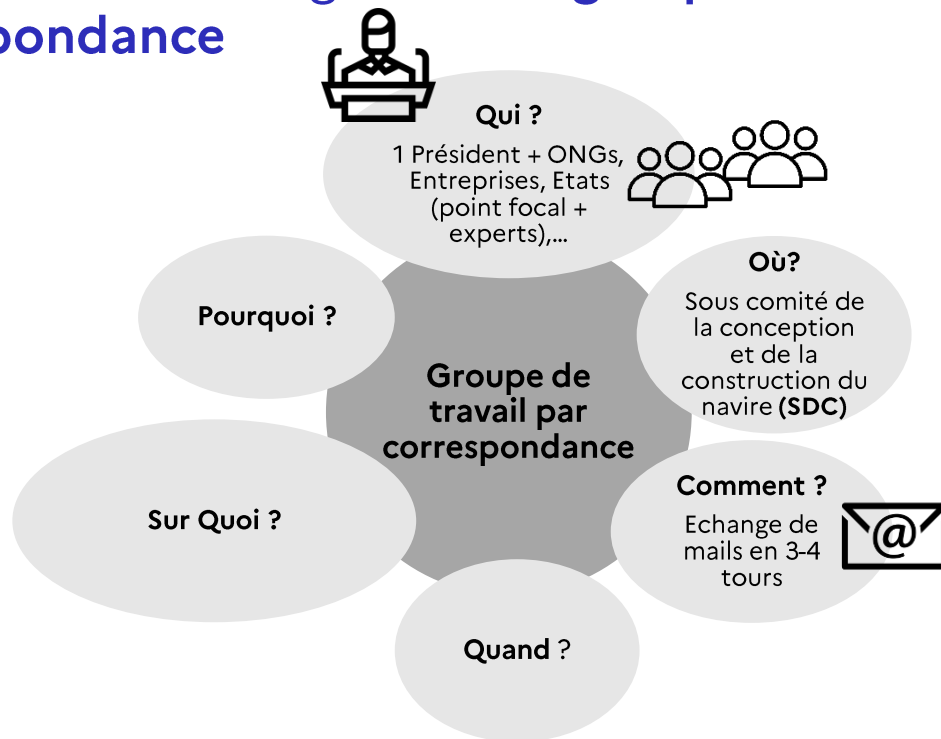 pondance
Qui ?
1 Président + ONGs,
Entreprises, Etats
(point focal +
experts),...
Où?
Sous comité de
la conception
et de la
construction du
navire (SDC)
Pourquoi ?
Groupe de
travail par
correspondance
Comment ?
Echange de
mails en 3-4
tours
@
Sur Quoi ?
Quand ?